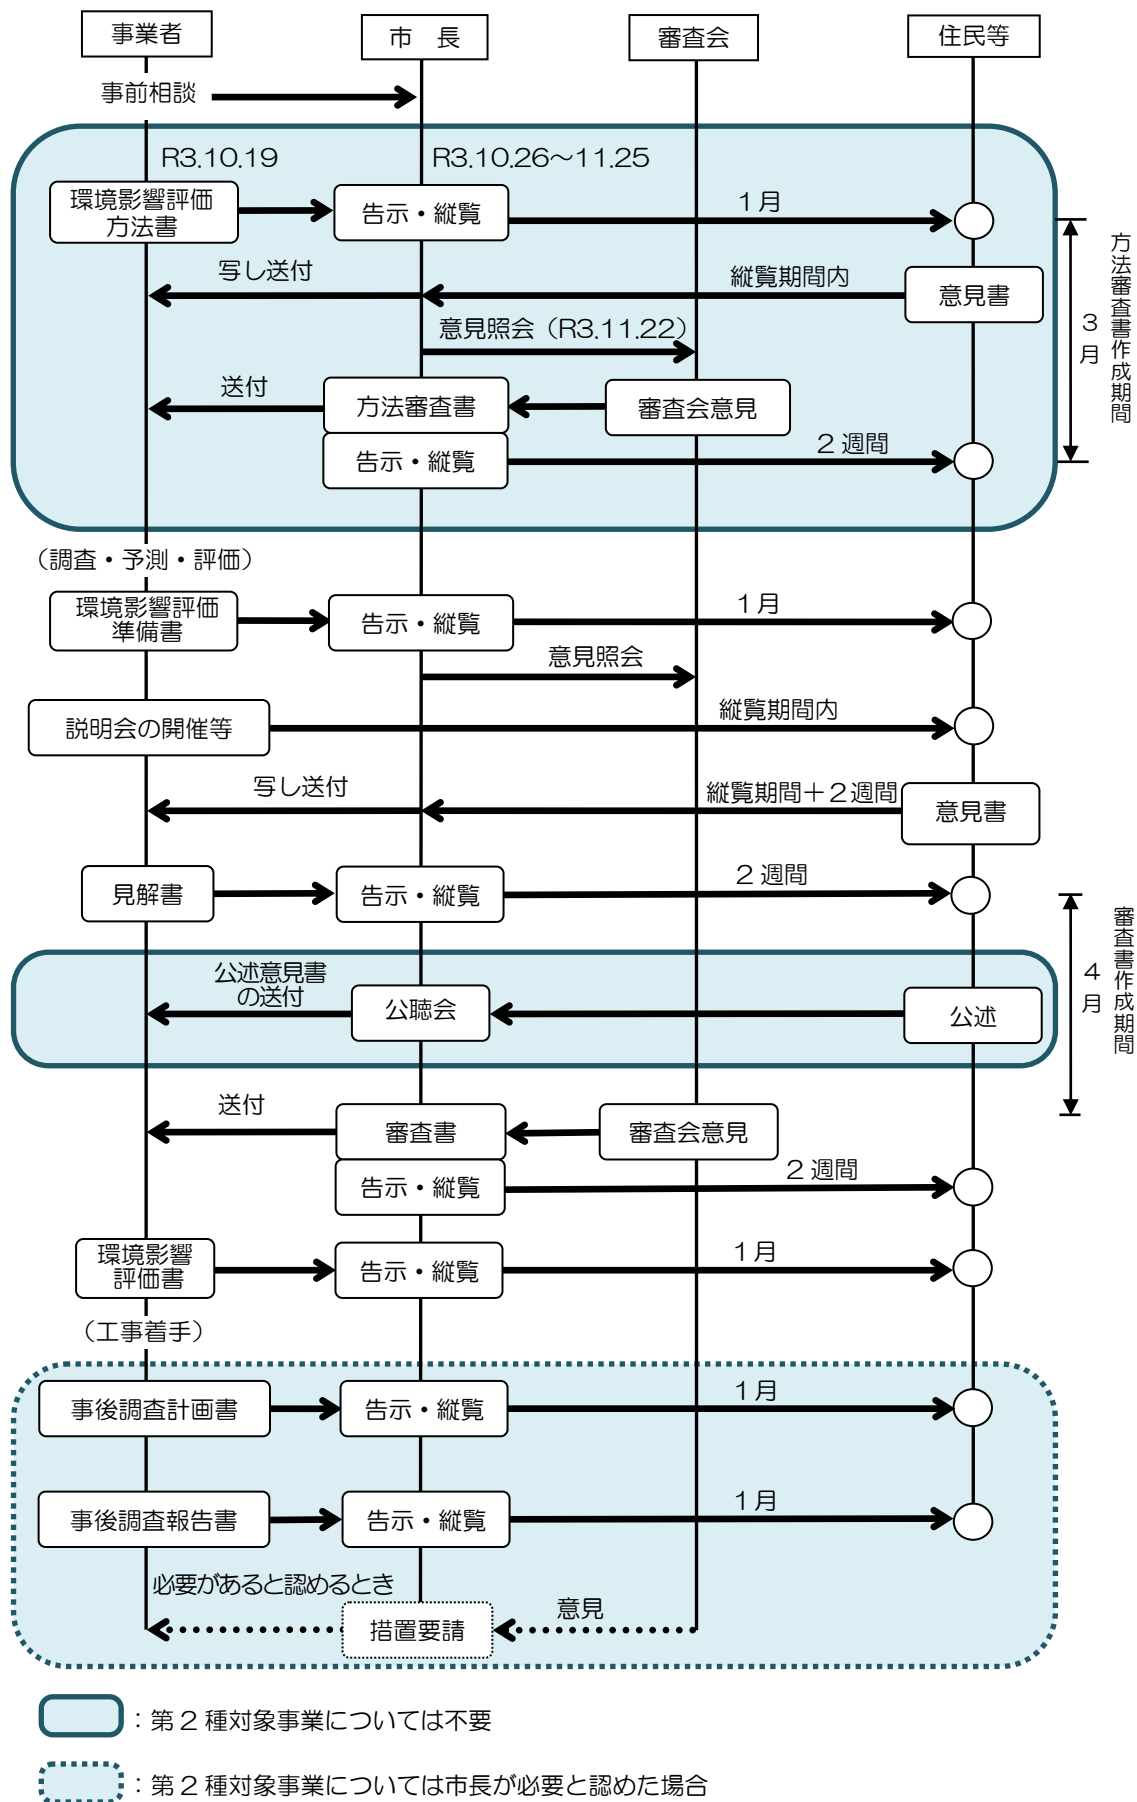 事業者
市　長
審査会
住民等
事前相談
R3.10.19
R3.10.26～11.25
環境影響評価
方法書
告示・縦覧
1月
写し送付
縦覧期間内
意見書
意見照会（R3.11.22）
送付
方法審査書
審査会意見
告示・縦覧
2週間
3月
方法審査書作成期間
（調査・予測・評価）
環境影響評価
準備書
告示・縦覧
1月
意見照会
説明会の開催等
縦覧期間内
写し送付
縦覧期間＋2週間
意見書
見解書
告示・縦覧
2週間
公述意見書
の送付
公聴会
公述
4月
審査書作成期間
送付
審査書
審査会意見
告示・縦覧
2週間
環境影響
評価書
告示・縦覧
1月
（工事着手）
事後調査計画書
告示・縦覧
1月
事後調査報告書
告示・縦覧
1月
必要があると認めるとき
措置要請
意見
：第2種対象事業については不要
：第2種対象事業については市長が必要と認めた場合